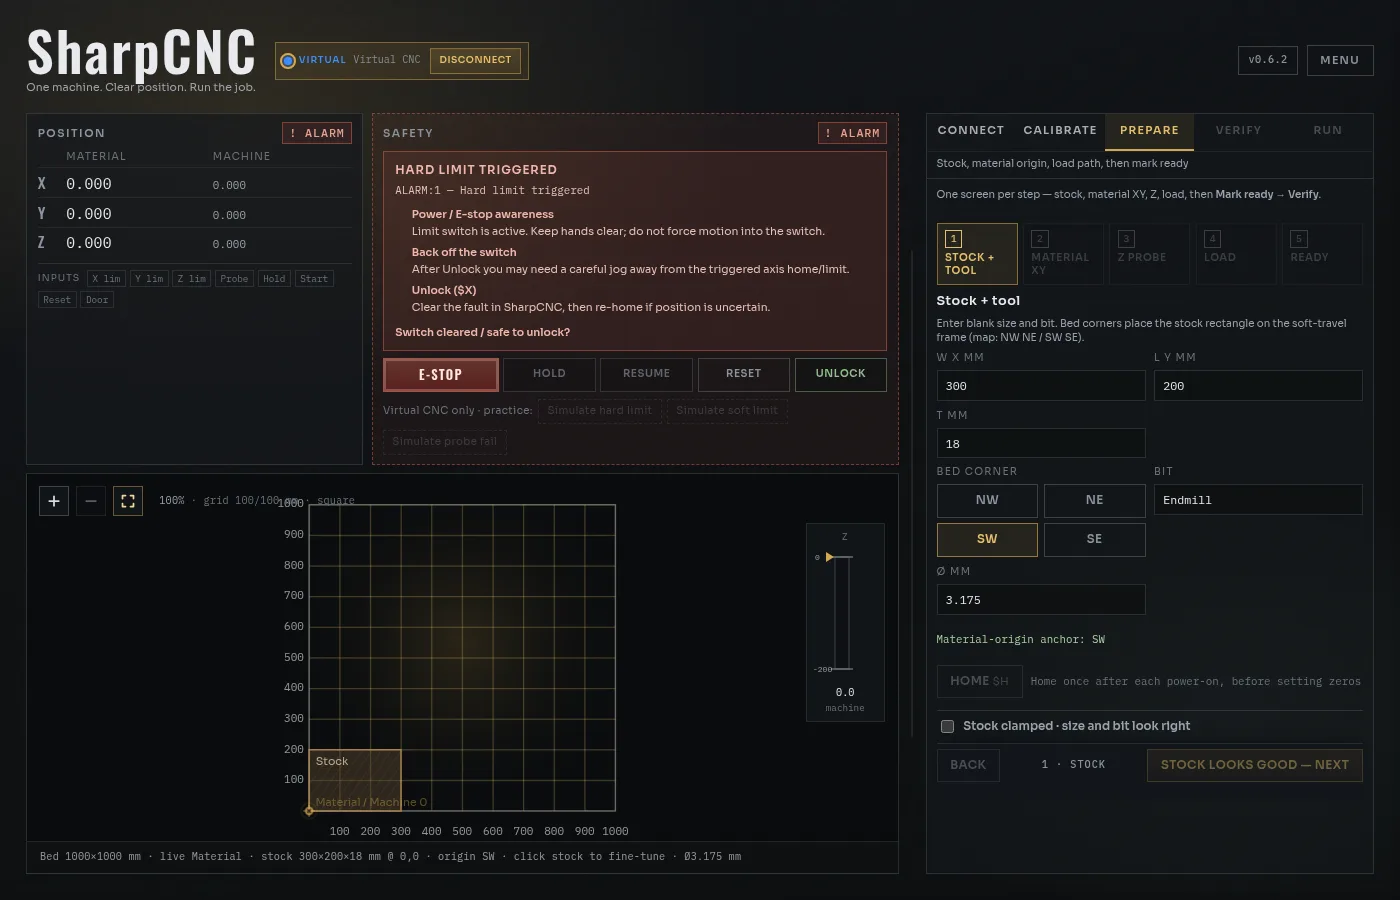 SharpCNC
One machine. Clear position. Run the job.
VIRTUAL Virtual CNC DISCONNECT
v0.6.2 MENU
POSITION ! ALARM
MATERIAL MACHINE
X 0.000 0.000
Y 0.000 0.000
Z 0.000 0.000
INPUTS X lim Y lim Z lim Probe Hold Start
Reset Door
SAFETY ! ALARM
HARD LIMIT TRIGGERED
ALARM:1 — Hard limit triggered
Power / E-stop awareness
Limit switch is active. Keep hands clear; do not force motion into the switch.
Back off the switch
After Unlock you may need a careful jog away from the triggered axis home/limit.
Unlock ($X)
Clear the fault in SharpCNC, then re-home if position is uncertain.
Switch cleared / safe to unlock?
E-STOP HOLD RESUME RESET UNLOCK
Virtual CNC only · practice: Simulate hard limit Simulate soft limit
Simulate probe fail
+ − 100% · grid 100/100 mm · square
1000
900
800
700
600
500
400
300
200
100
Stock
Material / Machine 0
100 200 300 400 500 600 700 800 900 1000
Z
0
-200
0.0
machine
Bed 1000×1000 mm · live Material · stock 300×200×18 mm @ 0,0 · origin SW · click stock to fine-tune · Ø3.175 mm
CONNECT CALIBRATE PREPARE VERIFY RUN
Stock, material origin, load path, then mark ready
One screen per step — stock, material XY, Z, load, then Mark ready → Verify.
1 2 3 4 5
STOCK + MATERIAL Z PROBE LOAD READY
TOOL XY
Stock + tool
Enter blank size and bit. Bed corners place the stock rectangle on the soft-travel
frame (map: NW NE / SW SE).
W X MM L Y MM
300 200
T MM
18
BED CORNER BIT
NW NE Endmill
SW SE
Ø MM
3.175
Material-origin anchor: SW
HOME $H Home once after each power-on, before setting zeros
Stock clamped · size and bit look right
BACK 1 · STOCK STOCK LOOKS GOOD — NEXT